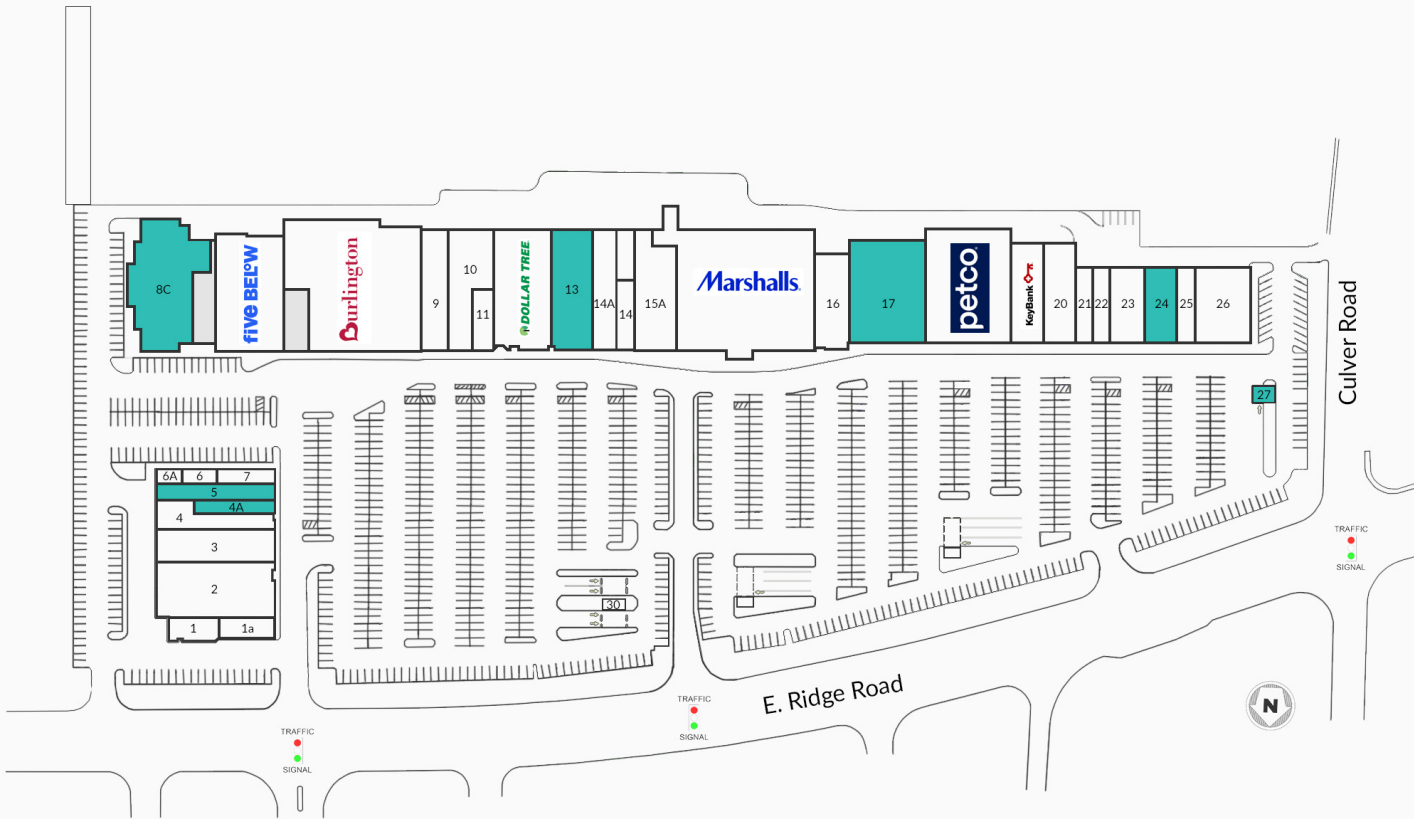 8C
five BEL°W
Burlington
9
10
11
DOLLAR TREE
13
14A
14
15A
Marshalls.
16
17
petco
KeyBank
20
21
22
23
24
25
26
27
Culver Road
6A
6
7
5
4A
4
3
2
1
1a
30
TRAFFIC
SIGNAL
E. Ridge Road
TRAFFIC
SIGNAL
TRAFFIC
SIGNAL
N